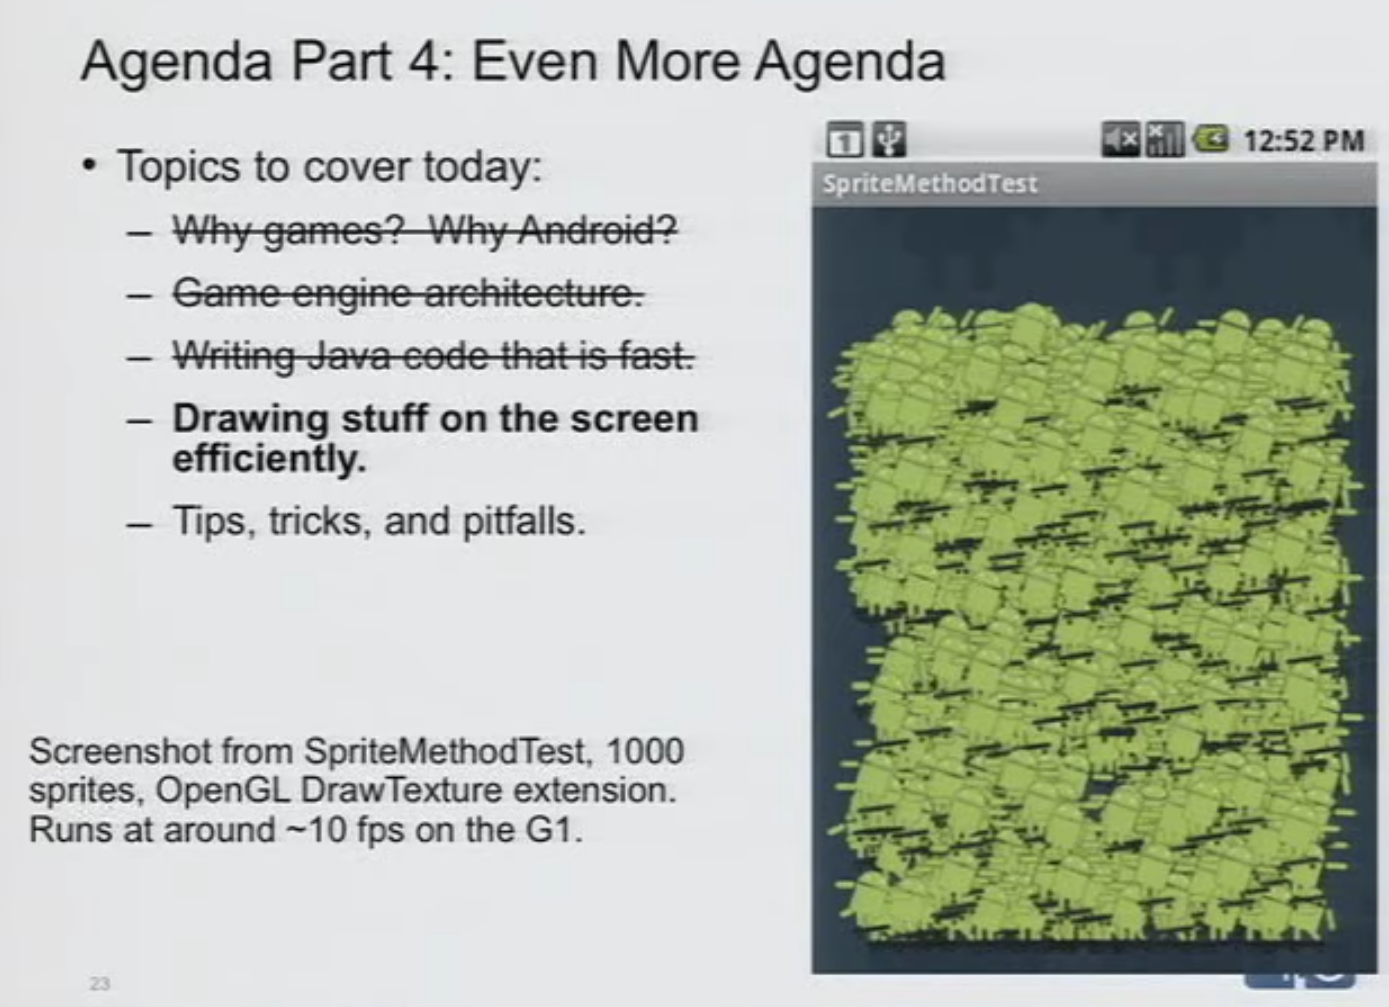 Agenda Part 4: Even More Agenda
• Topics to cover today:
– Why games? Why Android?
– Game engine architecture.
– Writing Java code that is fast.
– Drawing stuff on the screen
efficiently.
– Tips, tricks, and pitfalls.
Screenshot from SpriteMethodTest, 1000
sprites, OpenGL DrawTexture extension.
Runs at around ~10 fps on the G1.
23
1
12:52 PM
SpriteMethodTest